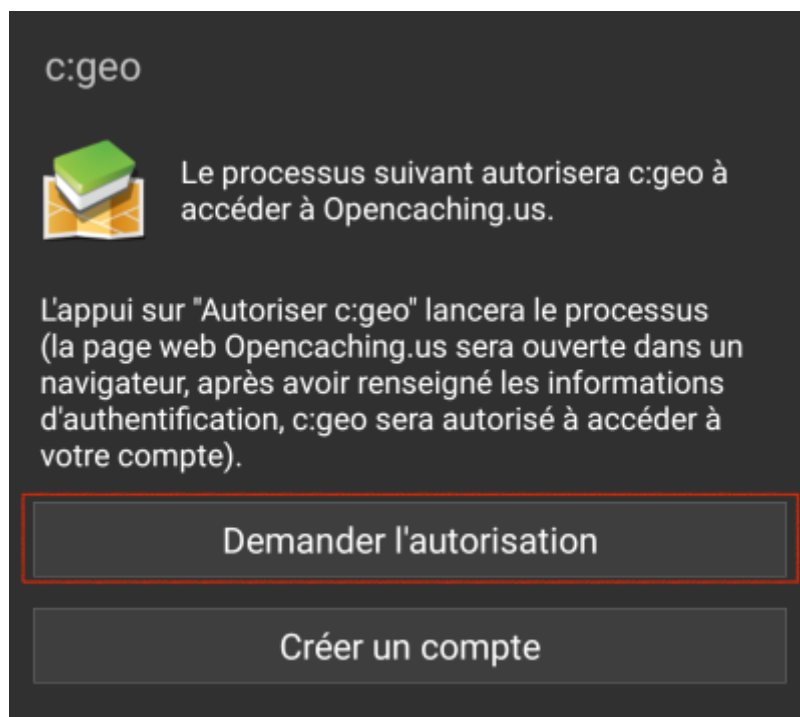 c:geo
Le processus suivant autorisera c:geo à
accéder à Opencaching.us.
L'appui sur "Autoriser c:geo" lancera le processus
(la page web Opencaching.us sera ouverte dans un
navigateur, après avoir renseigné les informations
d'authentification, c:geo sera autorisé à accéder à
votre compte).
Demander l'autorisation
Créer un compte